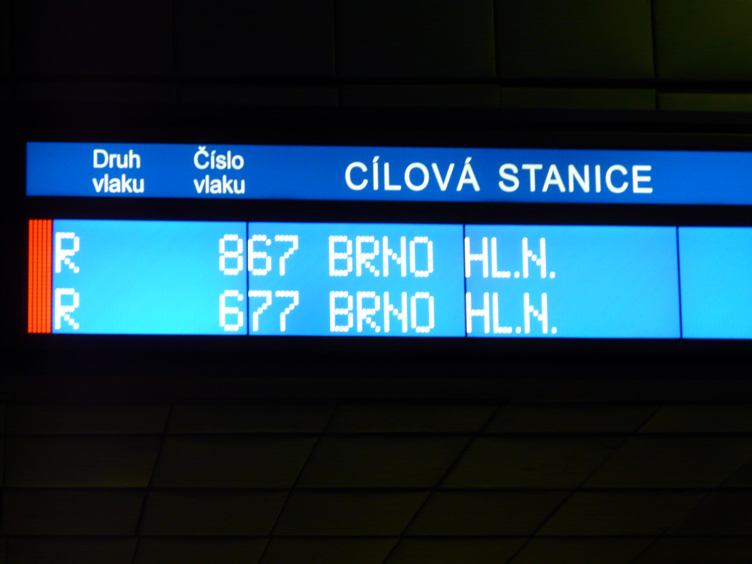 Druh vlaku Číslo vlaku CÍLOVÁ STANICE
R 867 BRNO HL.N.
R 677 BRNO HL.N.